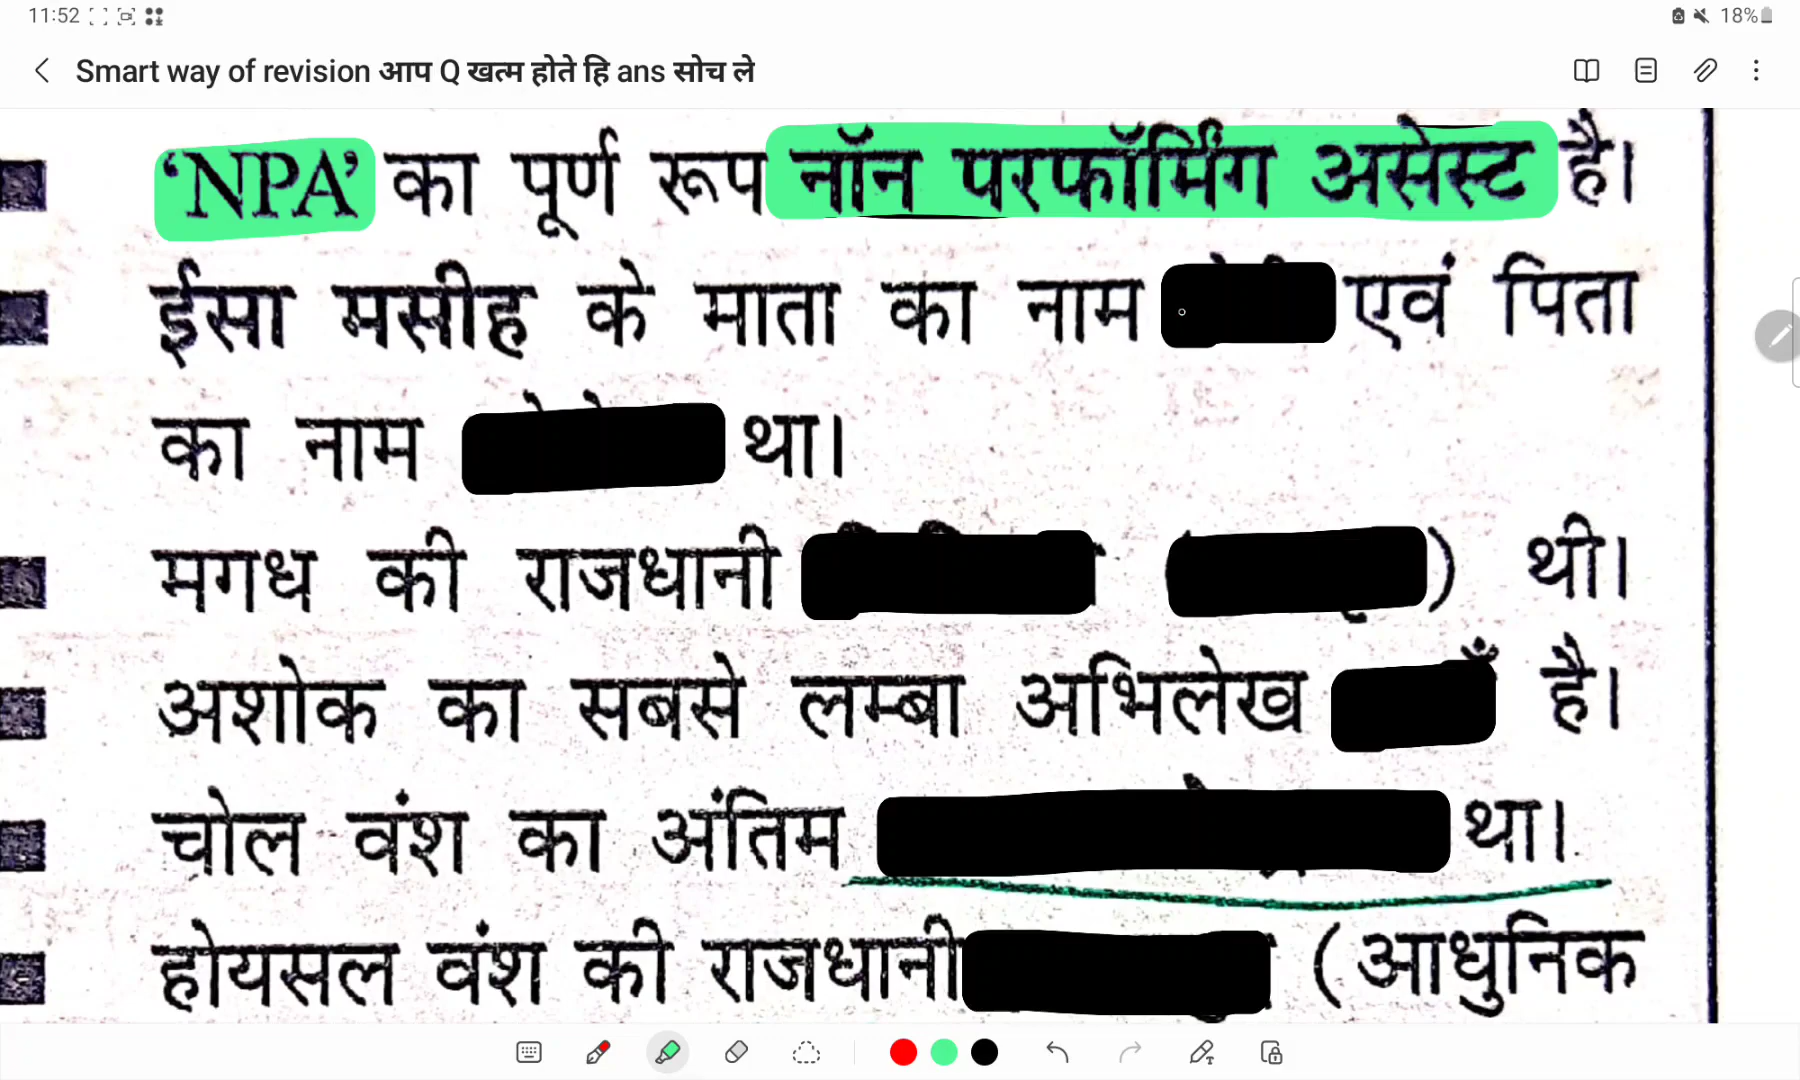 11:52
18%
Smart way of revision आप Q खत्म होते हि ans सोच ले
‘NPA’ का पूर्ण रूप नॉन परफॉर्मिंग असेस्ट है।
ईसा मसीह के माता का नाम एवं पिता
का नाम था।
मगध की राजधानी ( ) थी।
अशोक का सबसे लम्बा अभिलेख है।
चोल वंश का अंतिम था।
होयसल वंश की राजधानी (आधुनिक